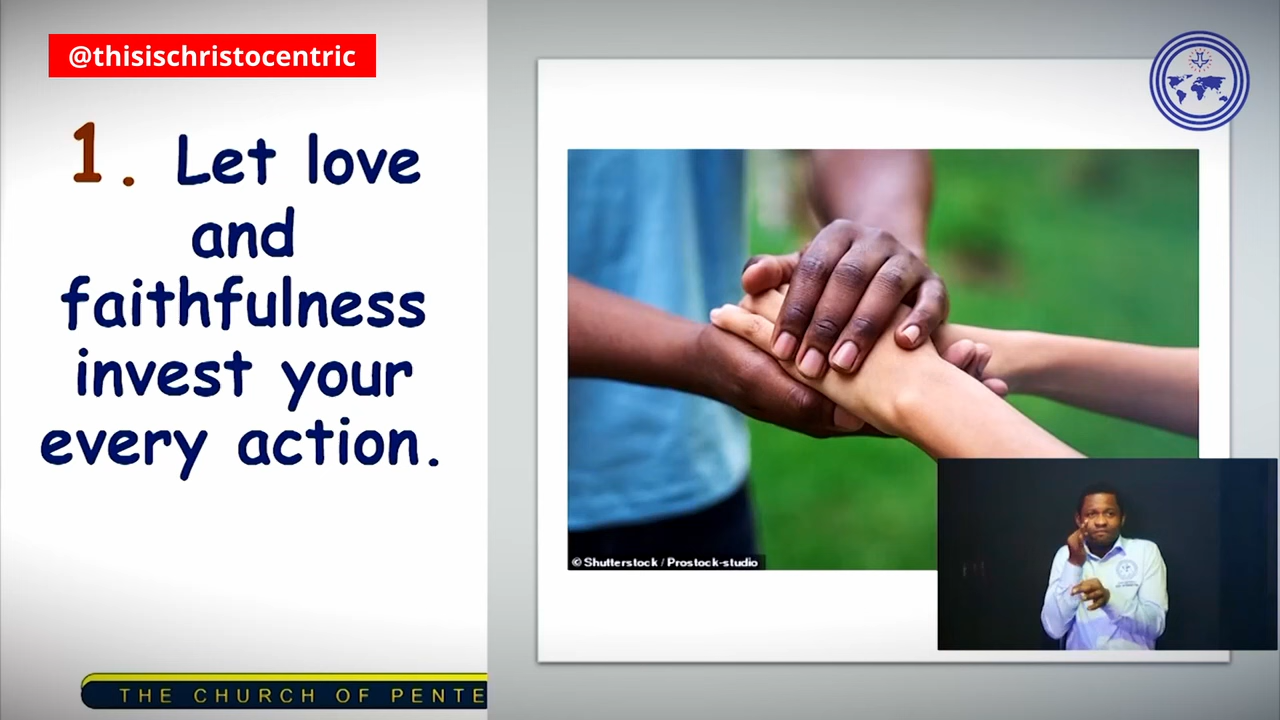 @thisischristocentric
1. Let love
and
faithfulness
invest your
every action.
© Shutterstock / Prostock-studio
THE CHURCH OF PENTE